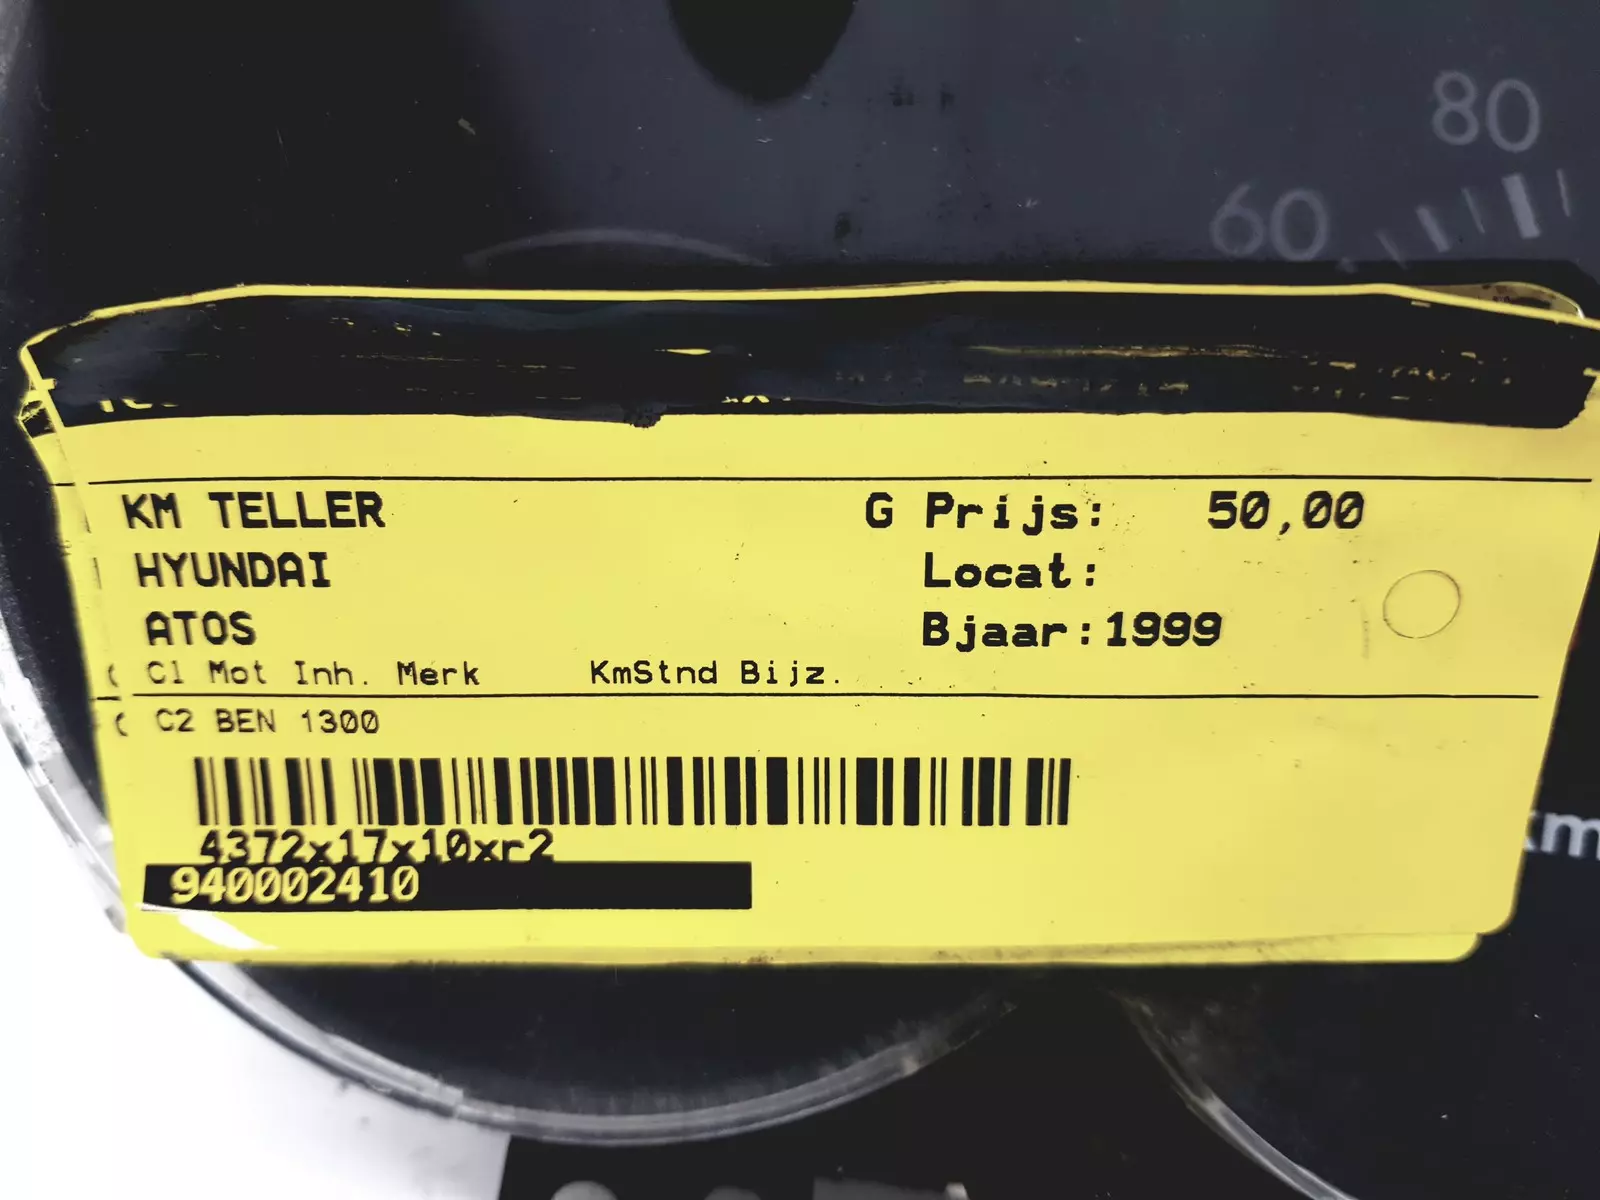 80
60
KM TELLER G Prijs: 50,00
HYUNDAI Locat:
ATOS Bjaar:1999
C1 Mot Inh. Merk KmStnd Bijz.
C2 BEN 1300
4372x17x10xr2
940002410
km